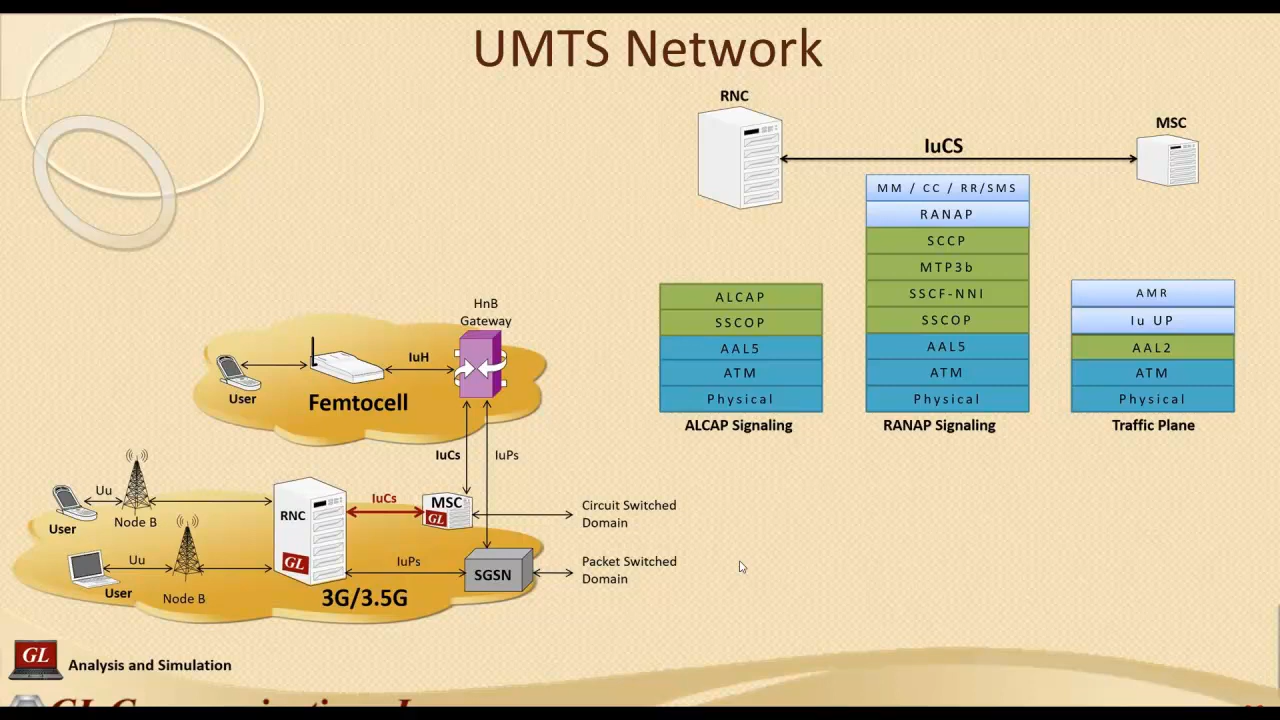 UMTS Network
RNC
MSC
IuCS
MM / CC / RR/SMS
RANAP
SCCP
MTP3b
SSCF-NNI
SSCOP
AAL5
ATM
Physical
RANAP Signaling
ALCAP
SSCOP
AAL5
ATM
Physical
ALCAP Signaling
AMR
Iu UP
AAL2
ATM
Physical
Traffic Plane
HnB
Gateway
IuH
User
Femtocell
IuCs
IuPs
Uu
User
Node B
RNC
GL
IuCs
MSC
GL
Circuit Switched
Domain
Uu
User
Node B
IuPs
SGSN
Packet Switched
Domain
3G/3.5G
GL
Analysis and Simulation